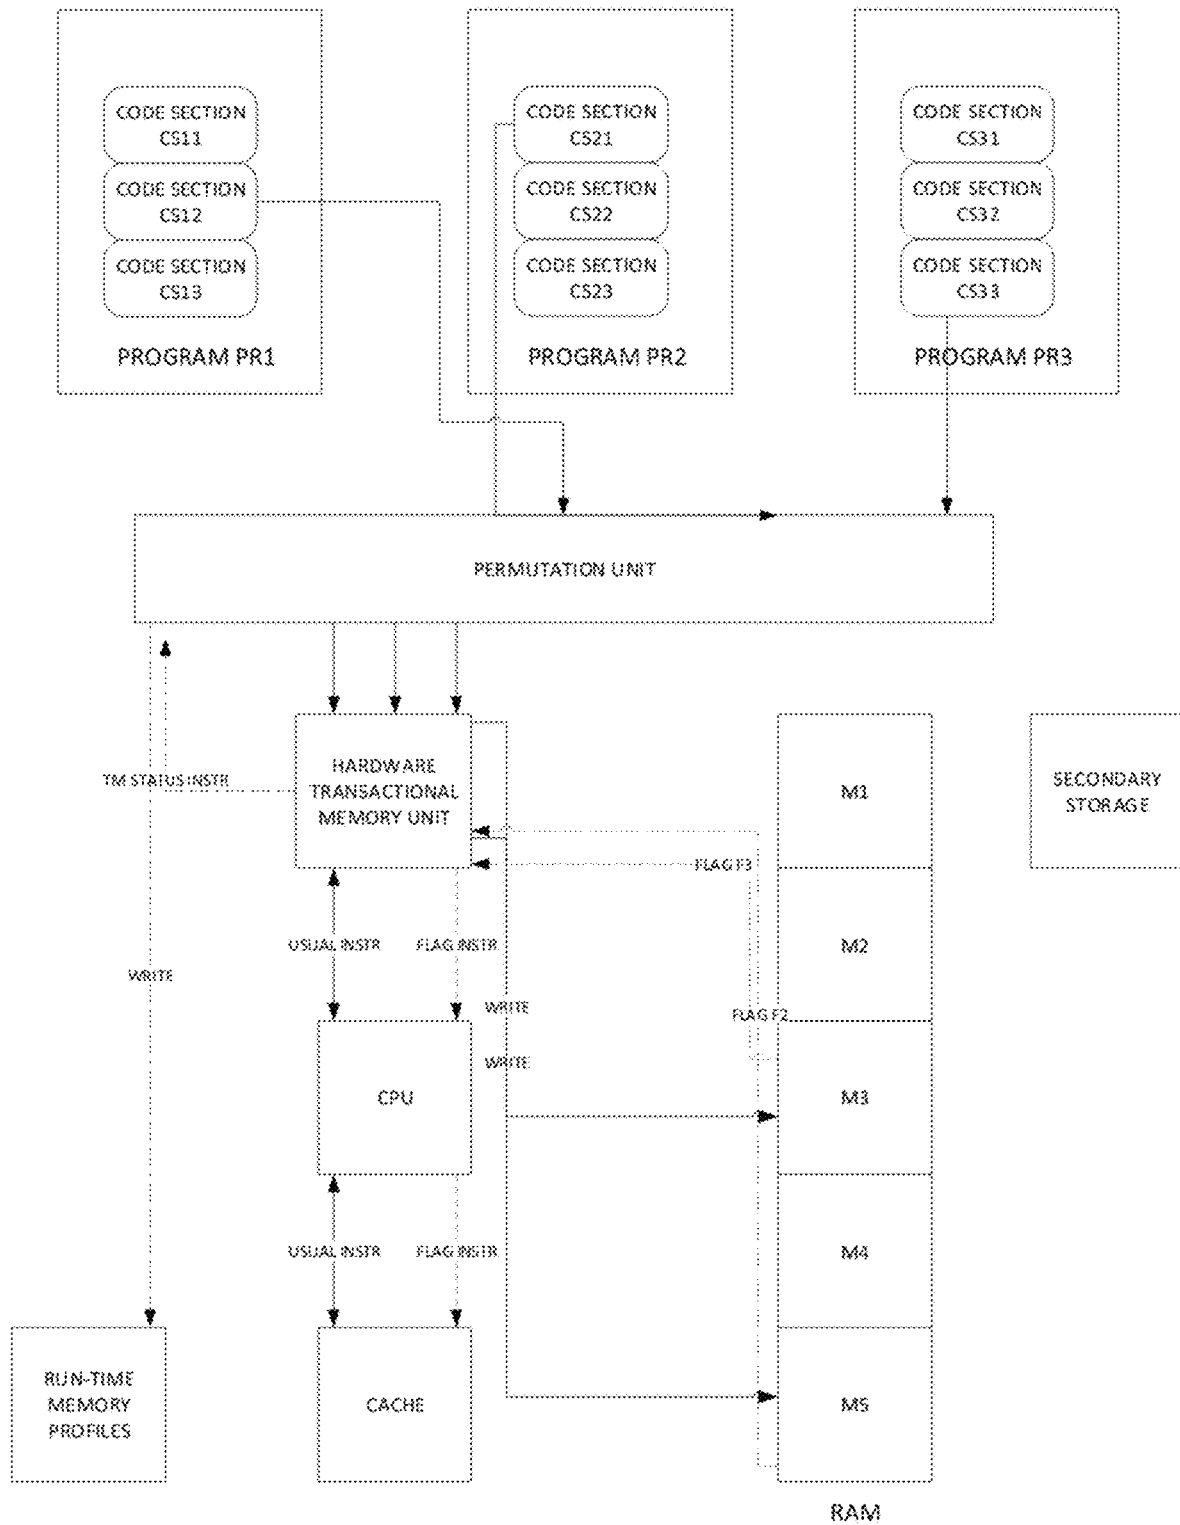 CODE SECTION
CS11
CODE SECTION
CS12
CODE SECTION
CS13
PROGRAM PR1
CODE SECTION
CS21
CODE SECTION
CS22
CODE SECTION
CS23
PROGRAM PR2
CODE SECTION
CS31
CODE SECTION
CS32
CODE SECTION
CS33
PROGRAM PR3
PERMUTATION UNIT
TM STATUS INSTR
HARDWARE
TRANSACTIONAL
MEMORY UNIT
M1
SECONDARY
STORAGE
FLAG F3
USUAL INSTR
FLAG INSTR
M2
WRITE
WRITE
FLAG F2
WRITE
CPU
M3
USUAL INSTR
FLAG INSTR
M4
RUN-TIME
MEMORY
PROFILES
CACHE
M5
RAM